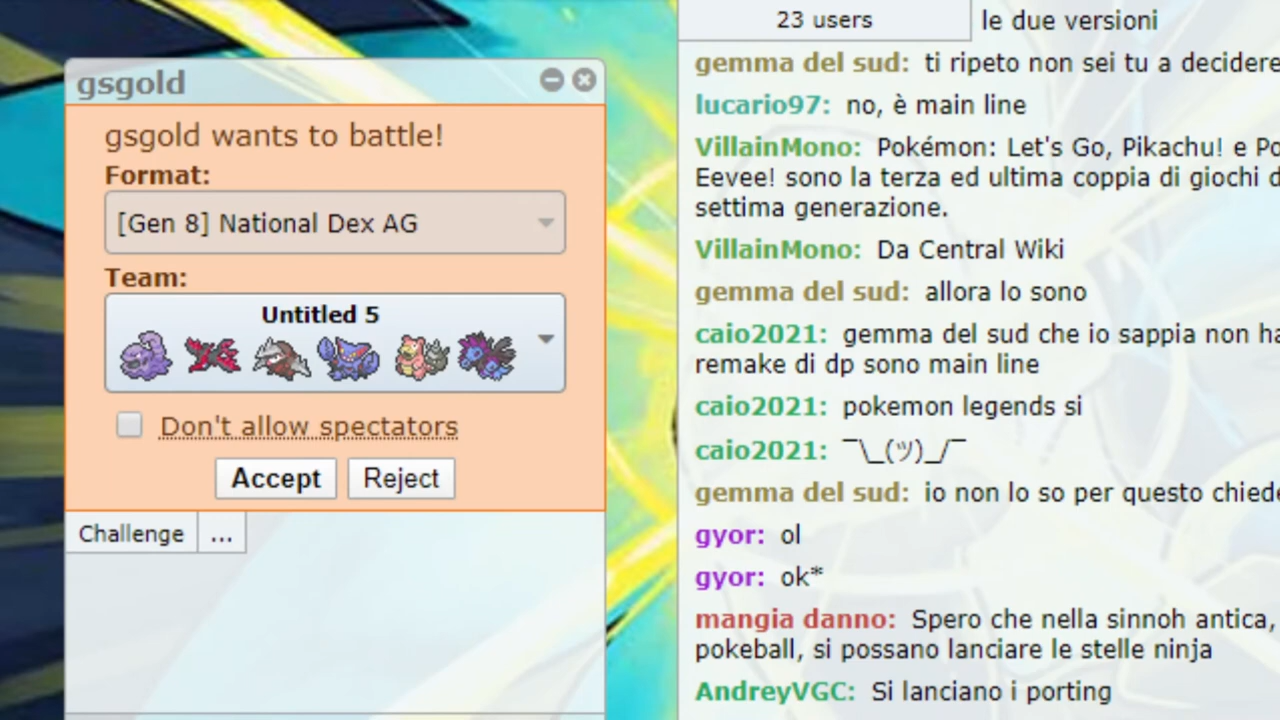 gsgold
gsgold wants to battle!
Format:
[Gen 8] National Dex AG
Team:
Untitled 5
Don't allow spectators
Accept
Reject
Challenge
...
23 users
le due versioni
gemma del sud: ti ripeto non sei tu a decidere
lucario97: no, è main line
VillainMono: Pokémon: Let's Go, Pikachu! e Po
Eevee! sono la terza ed ultima coppia di giochi d
settima generazione.
VillainMono: Da Central Wiki
gemma del sud: allora lo sono
caio2021: gemma del sud che io sappia non ha
remake di dp sono main line
caio2021: pokemon legends si
caio2021: ¯\_(ツ)_/¯
gemma del sud: io non lo so per questo chiede
gyor: ol
gyor: ok*
mangia danno: Spero che nella sinnoh antica,
pokeball, si possano lanciare le stelle ninja
AndreyVGC: Si lanciano i porting